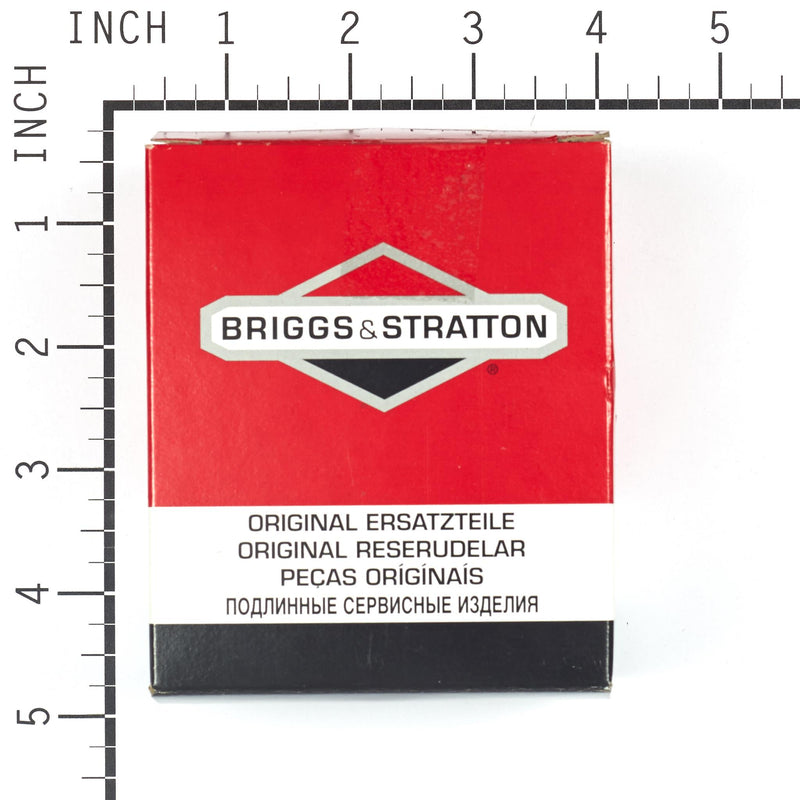 INCH 1 2 3 4 5
INCH
1
2
3
4
5
BRIGGS & STRATTON
®
ORIGINAL ERSATZTEILE
ORIGINAL RESERUDELAR
PEÇAS ORÍGÍNAÍS
ПОДЛИННЫЕ СЕРВИСНЫЕ ИЗДЕЛИЯ